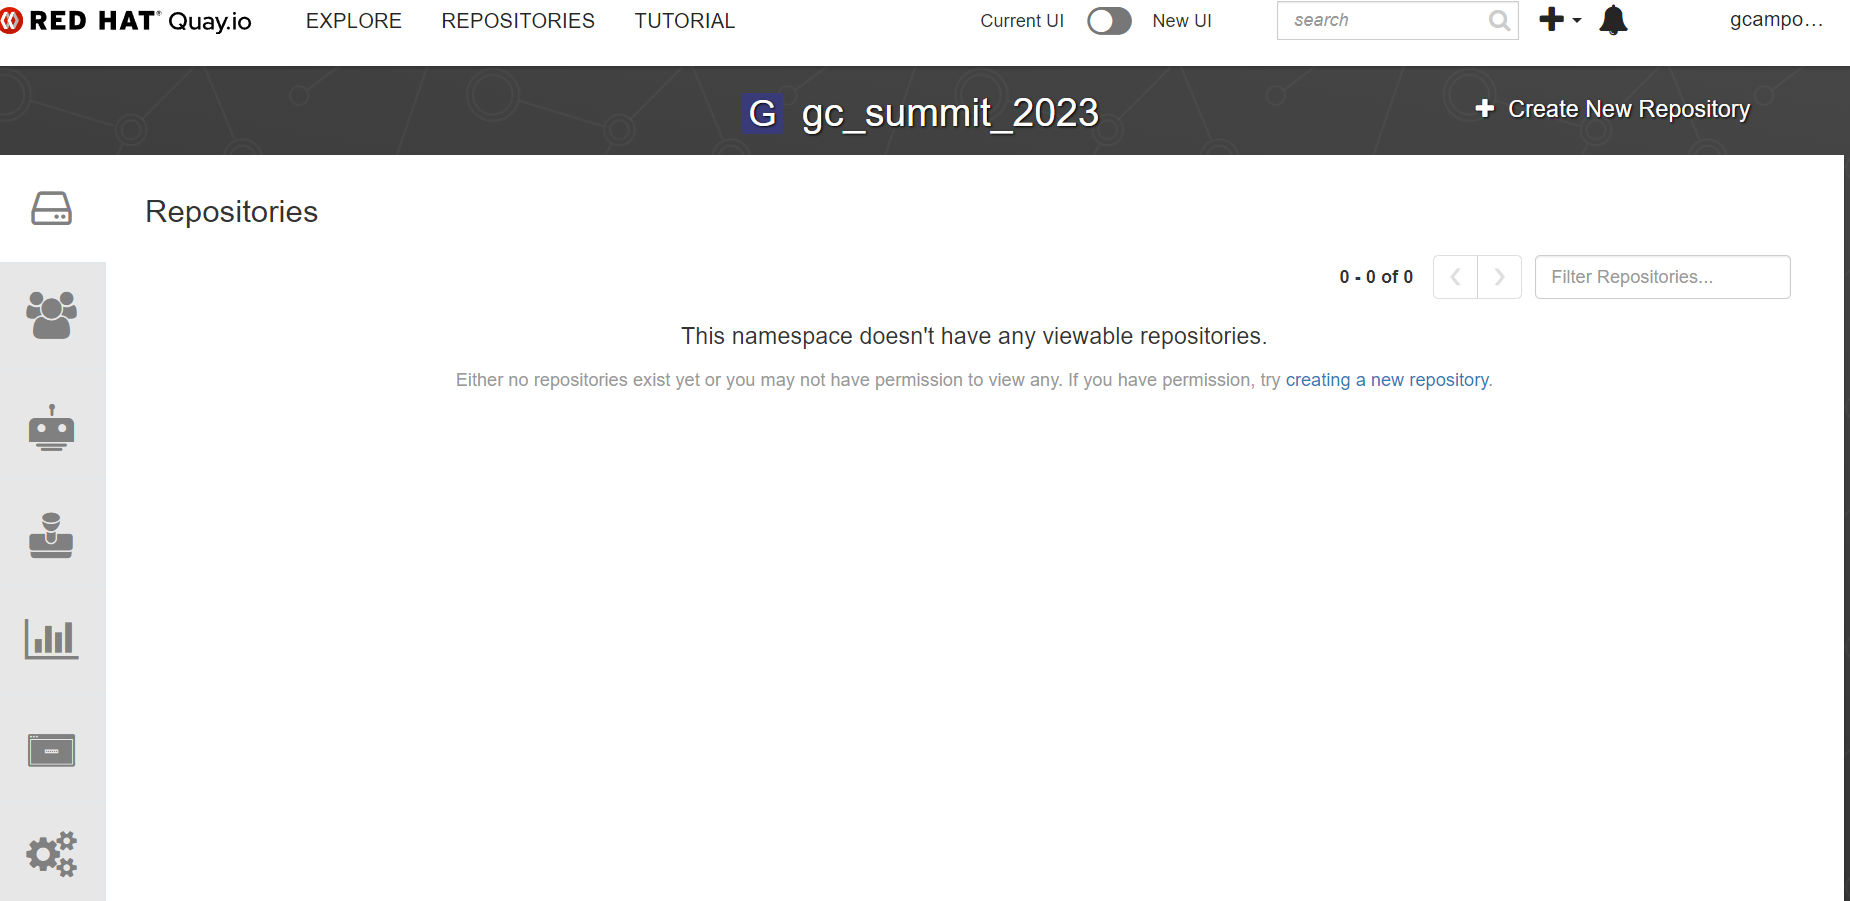 RED HAT® Quay.io EXPLORE REPOSITORIES TUTORIAL Current UI New UI search gcampo...
G gc_summit_2023 Create New Repository
Repositories
0 - 0 of 0 Filter Repositories...
This namespace doesn't have any viewable repositories.
Either no repositories exist yet or you may not have permission to view any. If you have permission, try creating a new repository.